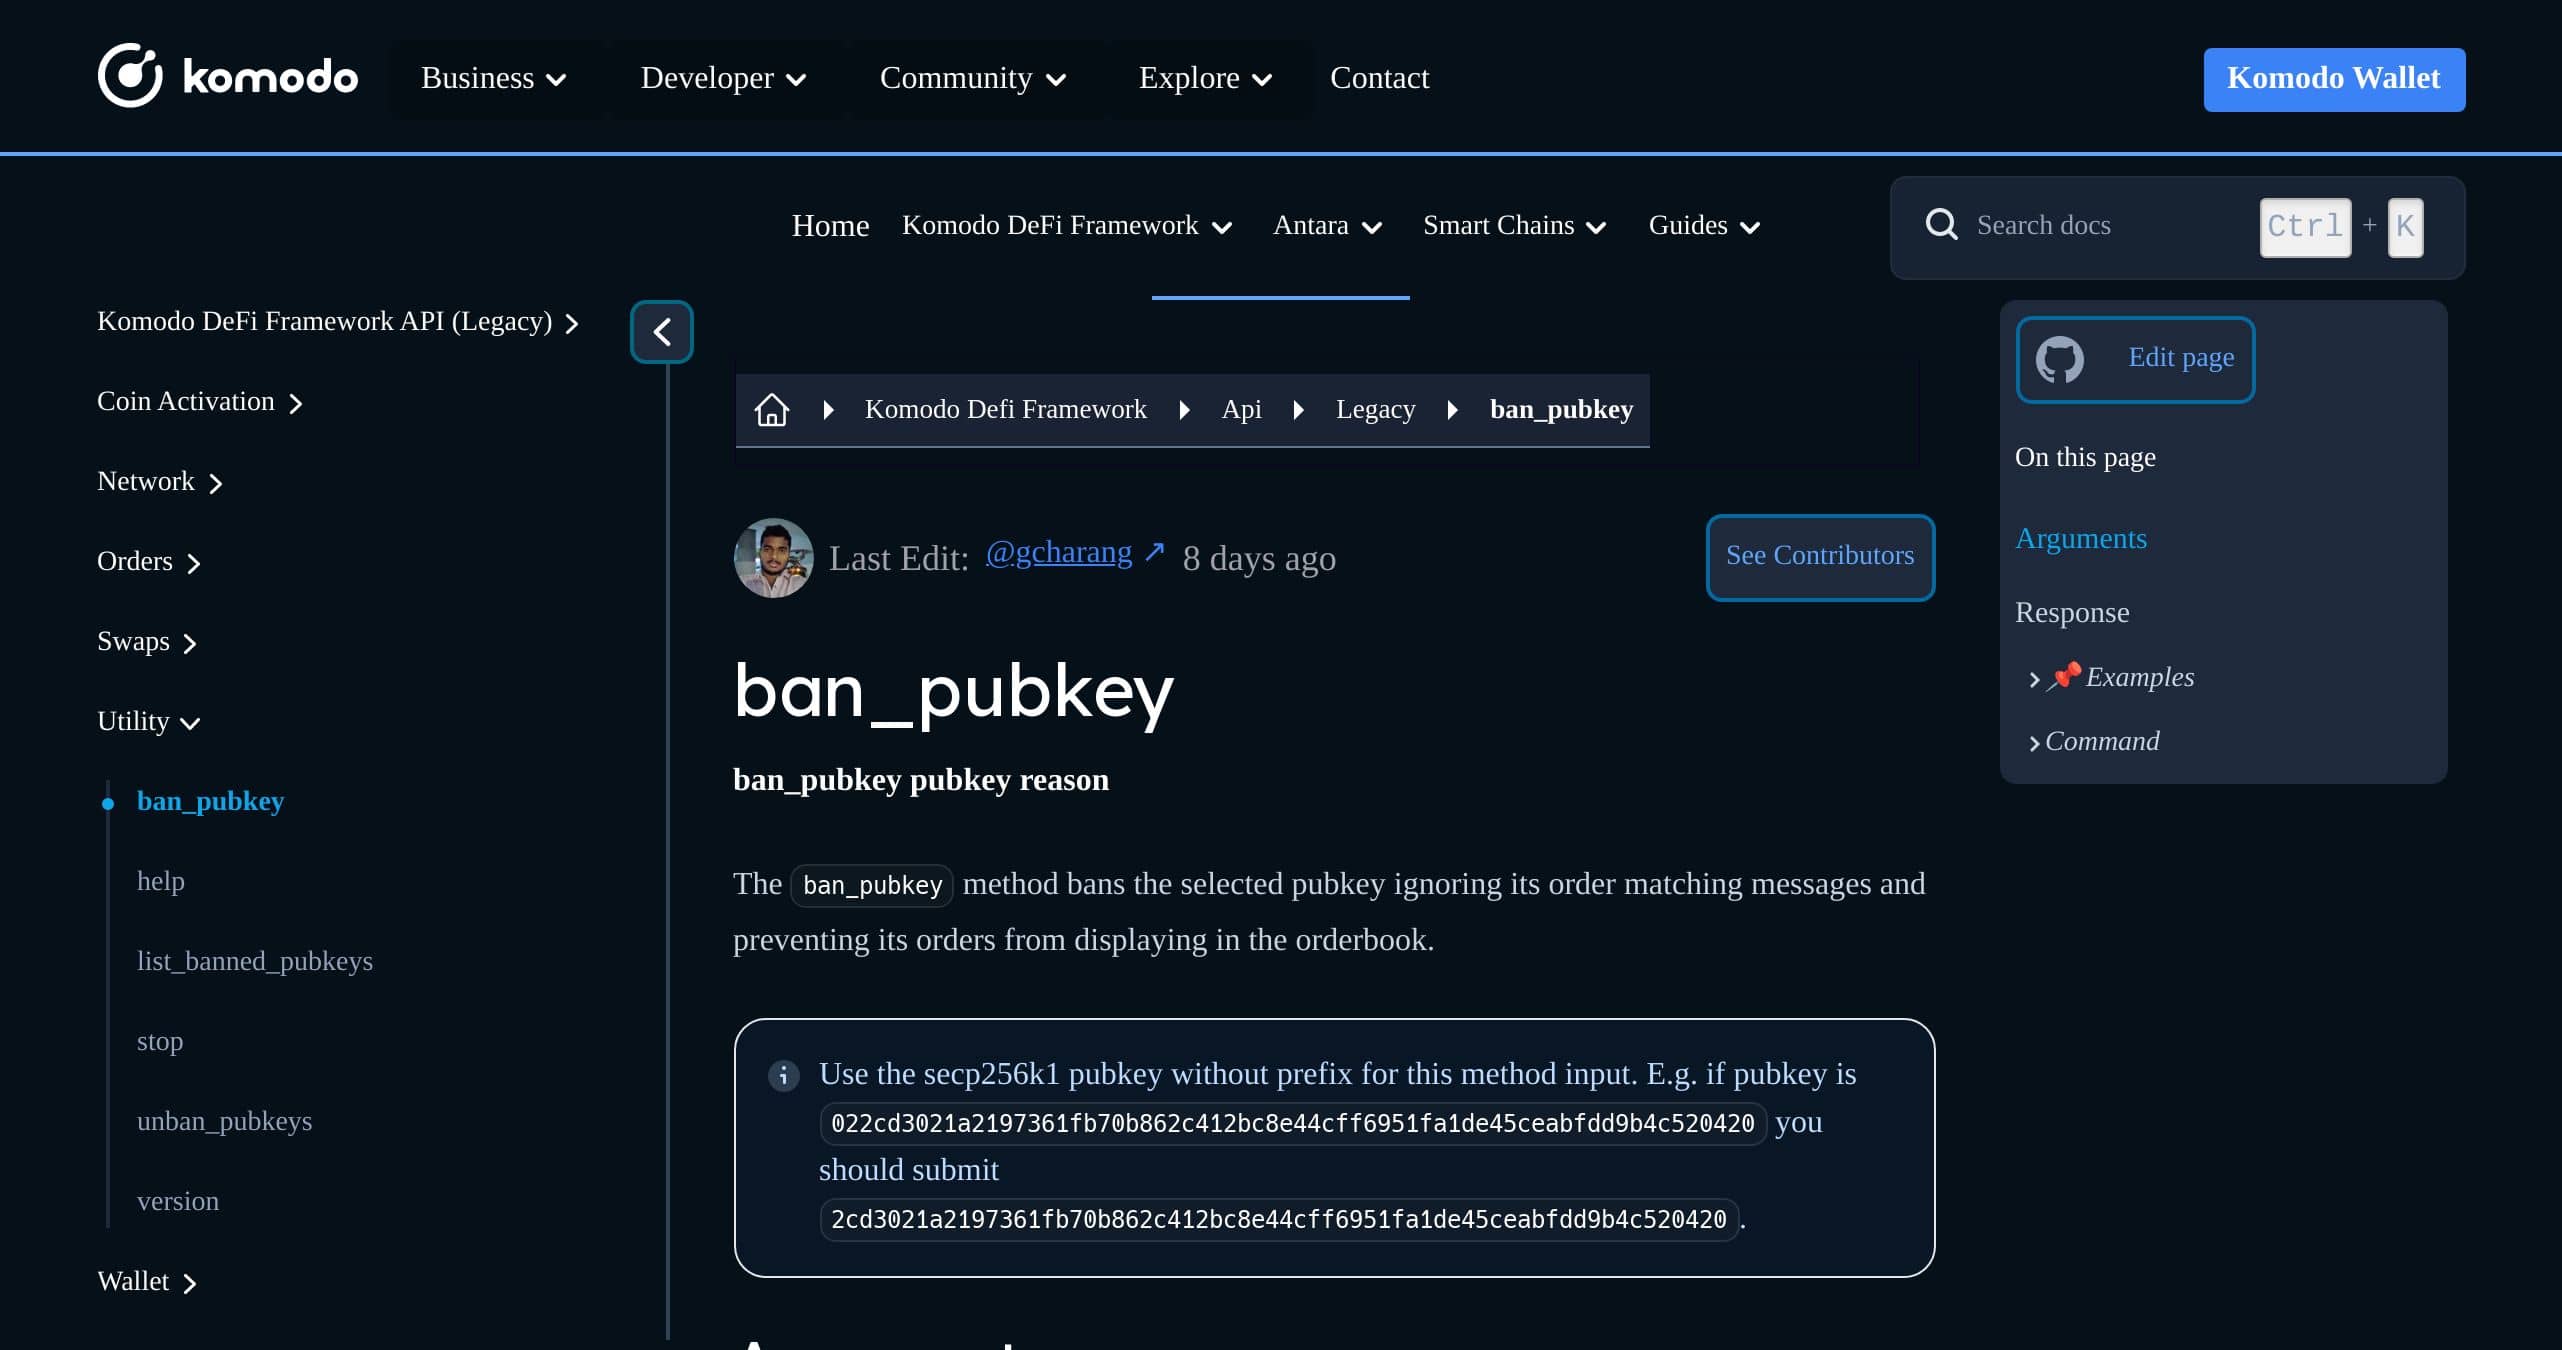 komodo Business Developer Community Explore Contact Komodo Wallet
Home Komodo DeFi Framework Antara Smart Chains Guides Search docs Ctrl + K
Komodo DeFi Framework API (Legacy)
Coin Activation
Network
Orders
Swaps
Utility
ban_pubkey
help
list_banned_pubkeys
stop
unban_pubkeys
version
Wallet
Komodo Defi Framework Api Legacy ban_pubkey
Last Edit: @gcharang ↗ 8 days ago See Contributors
ban_pubkey
ban_pubkey pubkey reason
The ban_pubkey method bans the selected pubkey ignoring its order matching messages and
preventing its orders from displaying in the orderbook.
Use the secp256k1 pubkey without prefix for this method input. E.g. if pubkey is
022cd3021a2197361fb70b862c412bc8e44cff6951fa1de45ceabfdd9b4c520420 you
should submit
2cd3021a2197361fb70b862c412bc8e44cff6951fa1de45ceabfdd9b4c520420.
Edit page
On this page
Arguments
Response
📌Examples
Command